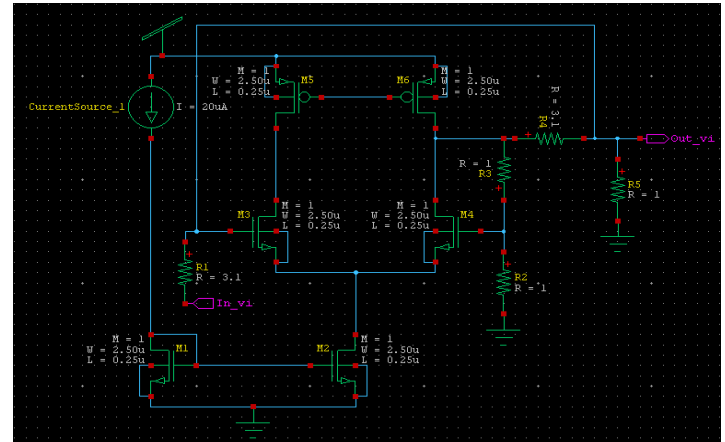 M = 1
W = 2.50u
L = 0.25u
M5
M6
M = 1
W = 2.50u
L = 0.25u
CurrentSource_1
I = 20uA
R4
R = 3.1
Out_vi
R = 1
R3
R5
R = 1
M3
M = 1
W = 2.50u
L = 0.25u
M = 1
W = 2.50u
L = 0.25u
M4
R1
R = 3.1
In_vi
R2
R = 1
M = 1
W = 2.50u
L = 0.25u
M1
M2
M = 1
W = 2.50u
L = 0.25u